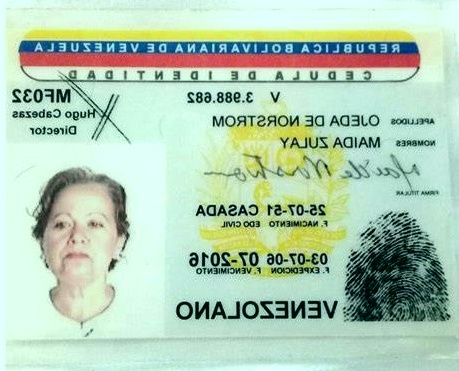 REPUBLICA BOLIVARIANA DE VENEZUELA
CEDULA DE IDENTIDAD
V 3.988.682
MF032
Hugo Cabezas
Director
APELLIDOS OJEDA DE NORSTROM
NOMBRES MAIDA ZULAY
FIRMA TITULAR
25-07-51 CASADA
F. NACIMIENTO EDO CIVIL
03-07-06 07-2016
F. EXPEDICION F. VENCIMIENTO
VENEZOLANO